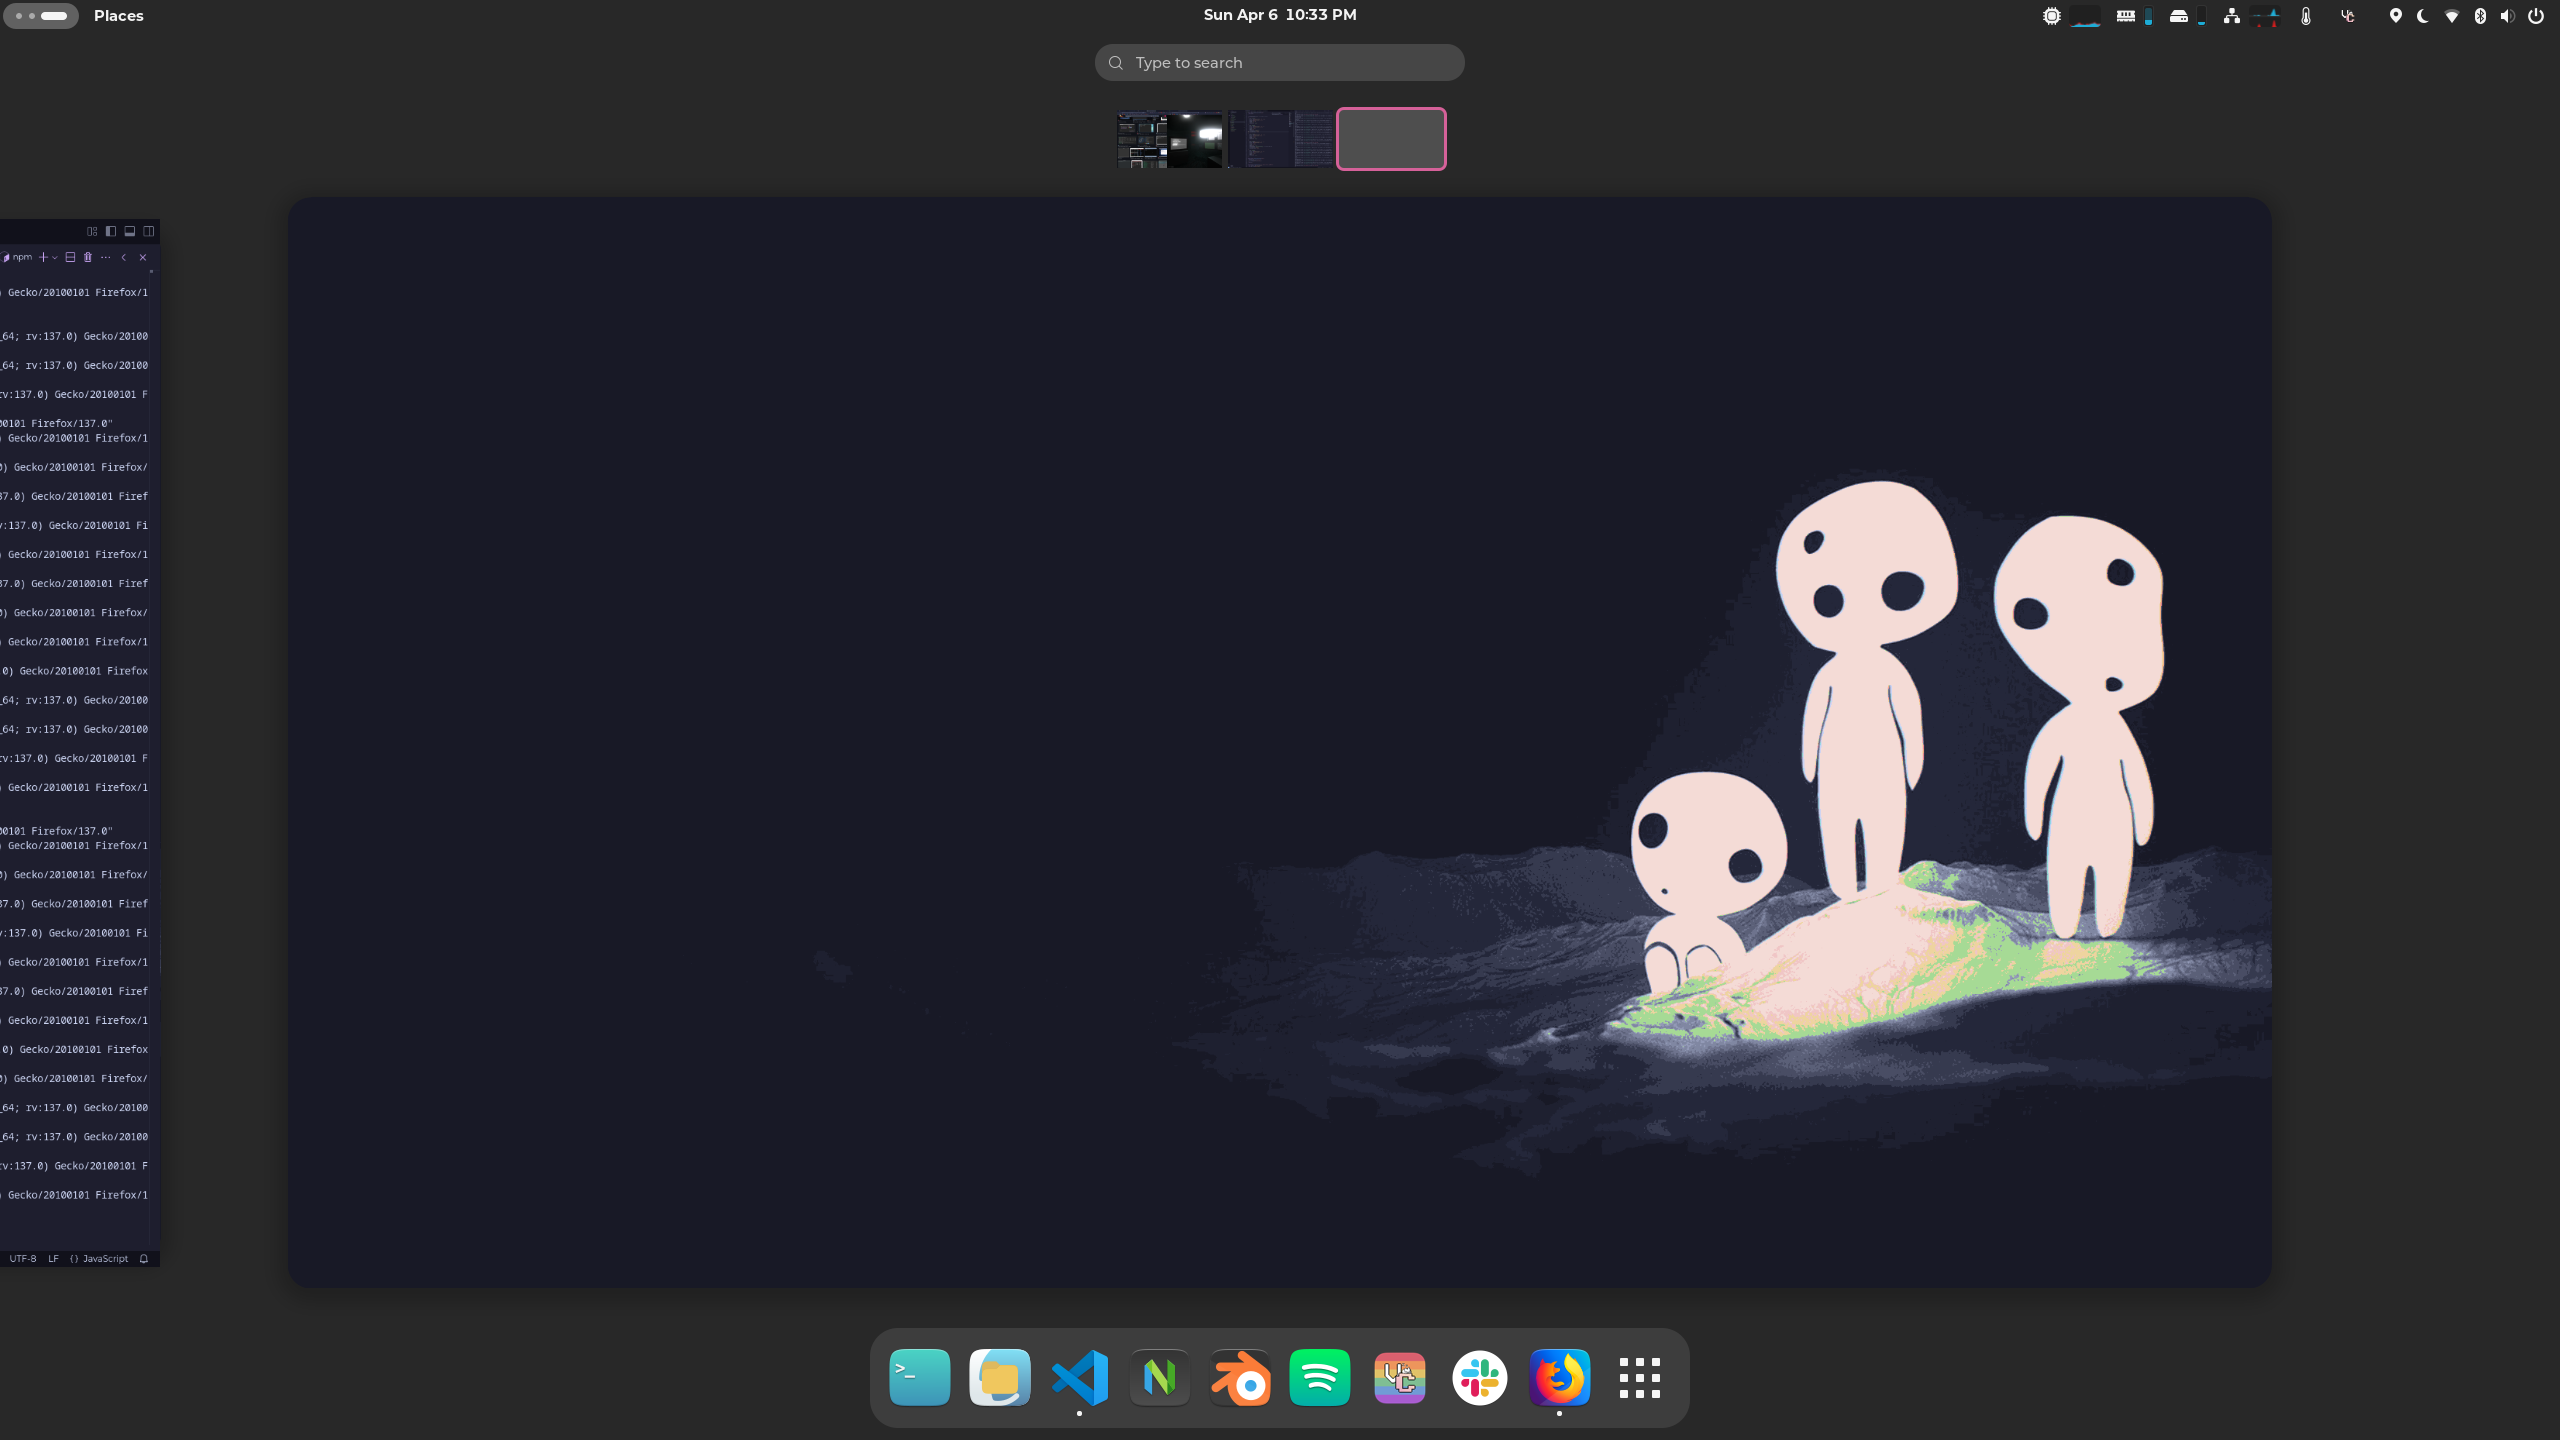 Places
Sun Apr 6 10:33 PM
Type to search
npm
Gecko/20100101 Firefox/1
_64; rv:137.0) Gecko/20100
_64; rv:137.0) Gecko/20100
rv:137.0) Gecko/20100101 F
00101 Firefox/137.0"
) Gecko/20100101 Firefox/1
0) Gecko/20100101 Firefox/
37.0) Gecko/20100101 Firef
v:137.0) Gecko/20100101 Fi
) Gecko/20100101 Firefox/1
37.0) Gecko/20100101 Firef
0) Gecko/20100101 Firefox/
) Gecko/20100101 Firefox/1
.0) Gecko/20100101 Firefox
_64; rv:137.0) Gecko/20100
_64; rv:137.0) Gecko/20100
rv:137.0) Gecko/20100101 F
) Gecko/20100101 Firefox/1
00101 Firefox/137.0"
) Gecko/20100101 Firefox/1
0) Gecko/20100101 Firefox/
37.0) Gecko/20100101 Firef
v:137.0) Gecko/20100101 Fi
) Gecko/20100101 Firefox/1
37.0) Gecko/20100101 Firef
) Gecko/20100101 Firefox/1
.0) Gecko/20100101 Firefox
0) Gecko/20100101 Firefox/
_64; rv:137.0) Gecko/20100
_64; rv:137.0) Gecko/20100
rv:137.0) Gecko/20100101 F
) Gecko/20100101 Firefox/1
UTF-8 LF {} JavaScript
>_